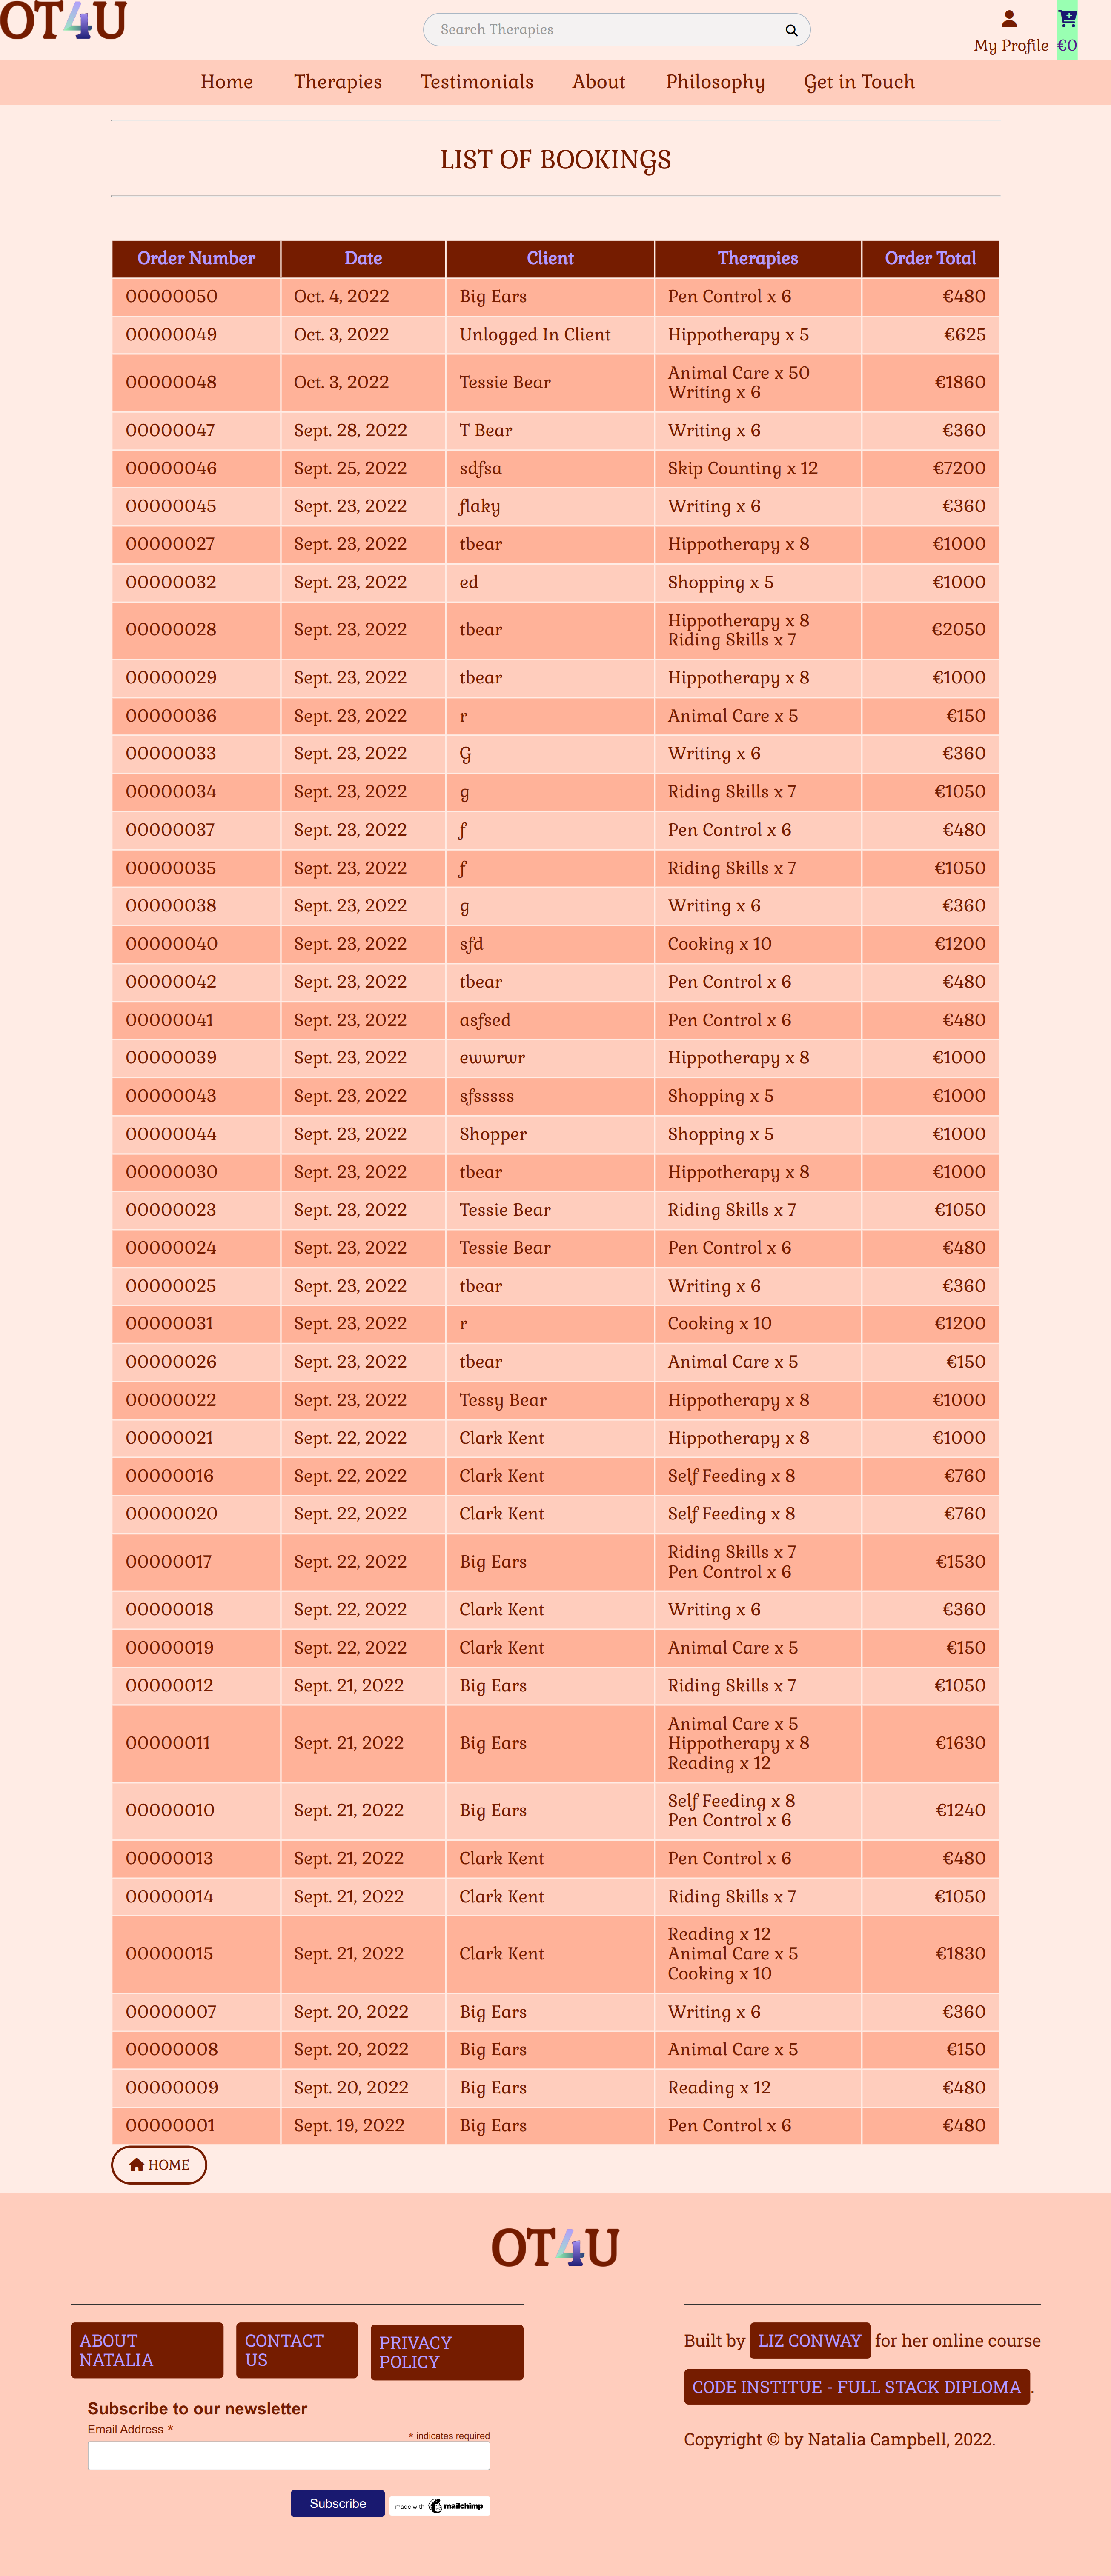 OT4U
Search Therapies
My Profile €0
Home Therapies Testimonials About Philosophy Get in Touch
LIST OF BOOKINGS
Order Number Date Client Therapies Order Total
00000050 Oct. 4, 2022 Big Ears Pen Control x 6 €480
00000049 Oct. 3, 2022 Unlogged In Client Hippotherapy x 5 €625
00000048 Oct. 3, 2022 Tessie Bear Animal Care x 50
Writing x 6 €1860
00000047 Sept. 28, 2022 T Bear Writing x 6 €360
00000046 Sept. 25, 2022 sdfsa Skip Counting x 12 €7200
00000045 Sept. 23, 2022 flaky Writing x 6 €360
00000027 Sept. 23, 2022 tbear Hippotherapy x 8 €1000
00000032 Sept. 23, 2022 ed Shopping x 5 €1000
00000028 Sept. 23, 2022 tbear Hippotherapy x 8
Riding Skills x 7 €2050
00000029 Sept. 23, 2022 tbear Hippotherapy x 8 €1000
00000036 Sept. 23, 2022 r Animal Care x 5 €150
00000033 Sept. 23, 2022 G Writing x 6 €360
00000034 Sept. 23, 2022 g Riding Skills x 7 €1050
00000037 Sept. 23, 2022 f Pen Control x 6 €480
00000035 Sept. 23, 2022 f Riding Skills x 7 €1050
00000038 Sept. 23, 2022 g Writing x 6 €360
00000040 Sept. 23, 2022 sfd Cooking x 10 €1200
00000042 Sept. 23, 2022 tbear Pen Control x 6 €480
00000041 Sept. 23, 2022 asfsed Pen Control x 6 €480
00000039 Sept. 23, 2022 ewwrwr Hippotherapy x 8 €1000
00000043 Sept. 23, 2022 sfsssss Shopping x 5 €1000
00000044 Sept. 23, 2022 Shopper Shopping x 5 €1000
00000030 Sept. 23, 2022 tbear Hippotherapy x 8 €1000
00000023 Sept. 23, 2022 Tessie Bear Riding Skills x 7 €1050
00000024 Sept. 23, 2022 Tessie Bear Pen Control x 6 €480
00000025 Sept. 23, 2022 tbear Writing x 6 €360
00000031 Sept. 23, 2022 r Cooking x 10 €1200
00000026 Sept. 23, 2022 tbear Animal Care x 5 €150
00000022 Sept. 23, 2022 Tessy Bear Hippotherapy x 8 €1000
00000021 Sept. 22, 2022 Clark Kent Hippotherapy x 8 €1000
00000016 Sept. 22, 2022 Clark Kent Self Feeding x 8 €760
00000020 Sept. 22, 2022 Clark Kent Self Feeding x 8 €760
00000017 Sept. 22, 2022 Big Ears Riding Skills x 7
Pen Control x 6 €1530
00000018 Sept. 22, 2022 Clark Kent Writing x 6 €360
00000019 Sept. 22, 2022 Clark Kent Animal Care x 5 €150
00000012 Sept. 21, 2022 Big Ears Riding Skills x 7 €1050
00000011 Sept. 21, 2022 Big Ears Animal Care x 5
Hippotherapy x 8
Reading x 12 €1630
00000010 Sept. 21, 2022 Big Ears Self Feeding x 8
Pen Control x 6 €1240
00000013 Sept. 21, 2022 Clark Kent Pen Control x 6 €480
00000014 Sept. 21, 2022 Clark Kent Riding Skills x 7 €1050
00000015 Sept. 21, 2022 Clark Kent Reading x 12
Animal Care x 5
Cooking x 10 €1830
00000007 Sept. 20, 2022 Big Ears Writing x 6 €360
00000008 Sept. 20, 2022 Big Ears Animal Care x 5 €150
00000009 Sept. 20, 2022 Big Ears Reading x 12 €480
00000001 Sept. 19, 2022 Big Ears Pen Control x 6 €480
HOME
OT4U
ABOUT NATALIA
CONTACT US
PRIVACY POLICY
Subscribe to our newsletter
Email Address *
* indicates required
Subscribe
made with mailchimp
Built by LIZ CONWAY for her online course
CODE INSTITUE - FULL STACK DIPLOMA .
Copyright © by Natalia Campbell, 2022.